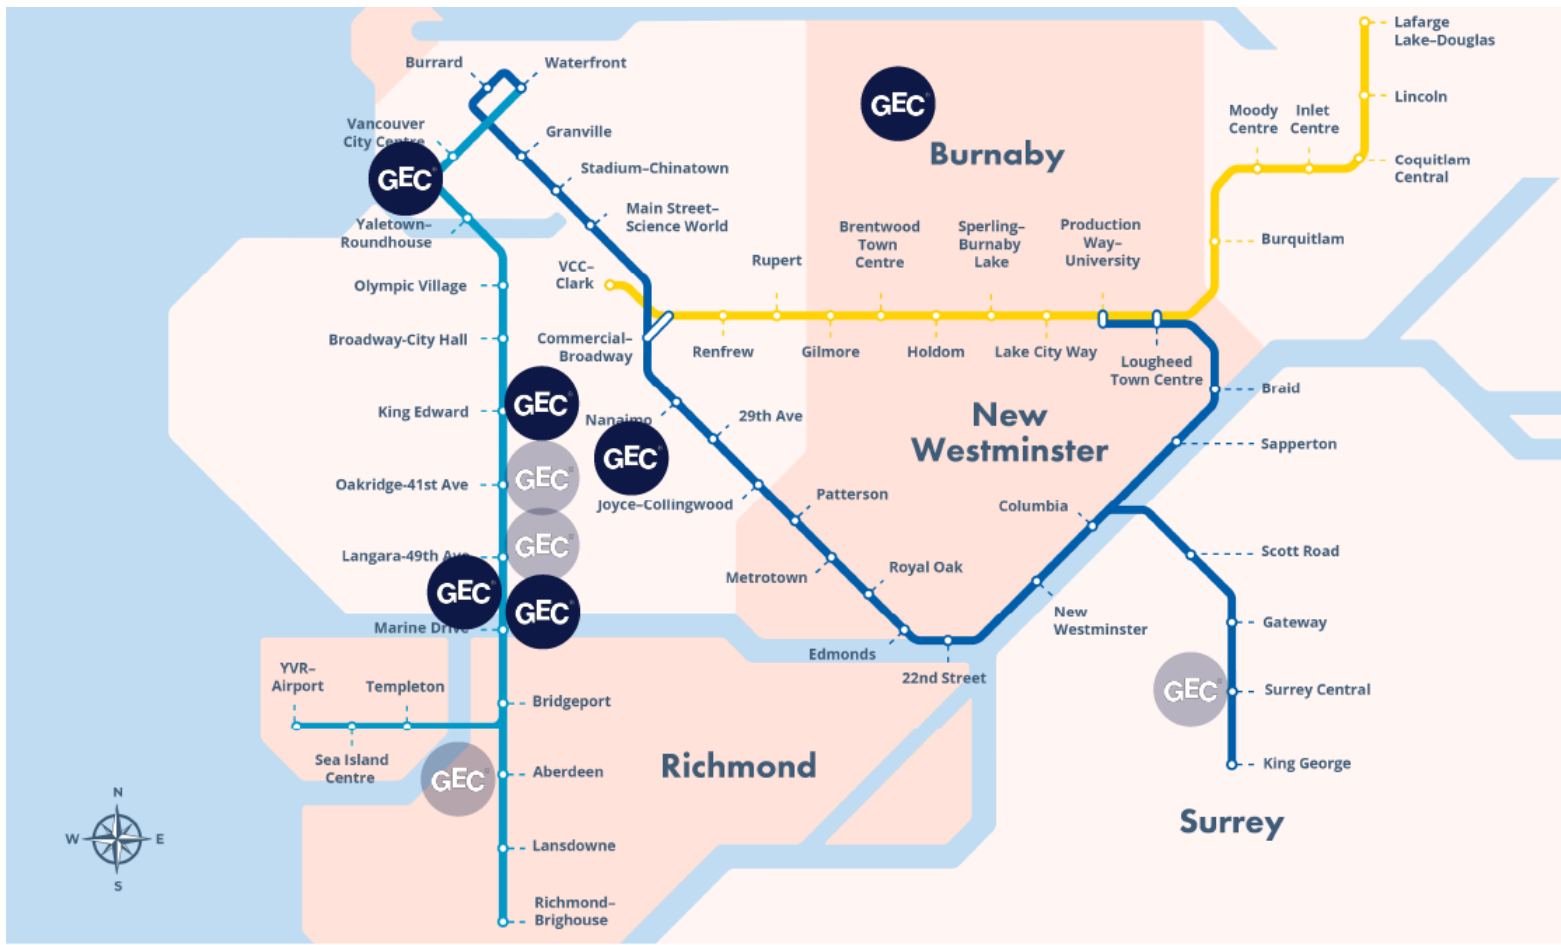 Lafarge
Lake–Douglas
Burrard
Waterfront
GEC
Lincoln
Moody
Centre
Inlet
Centre
Vancouver
City Centre
Granville
Burnaby
Coquitlam
Central
Stadium–Chinatown
GEC
Main Street–
Science World
Yaletown–
Roundhouse
Brentwood
Town
Centre
Sperling–
Burnaby
Lake
Production
Way–
University
Burquitlam
VCC–
Clark
Rupert
Olympic Village
Broadway-City Hall
Commercial–
Broadway
Renfrew
Gilmore
Holdom
Lake City Way
Lougheed
Town Centre
Braid
King Edward
GEC
Nanaimo
29th Ave
New
Westminster
Sapperton
GEC
Oakridge-41st Ave
GEC
Joyce–Collingwood
Patterson
Columbia
GEC
Langara-49th Ave
Scott Road
Metrotown
Royal Oak
GEC
GEC
Marine Drive
New
Westminster
Gateway
Edmonds
22nd Street
YVR–
Airport
Templeton
GEC
Surrey Central
Bridgeport
Sea Island
Centre
GEC
Aberdeen
Richmond
King George
N
W
E
S
Surrey
Lansdowne
Richmond–
Brighouse